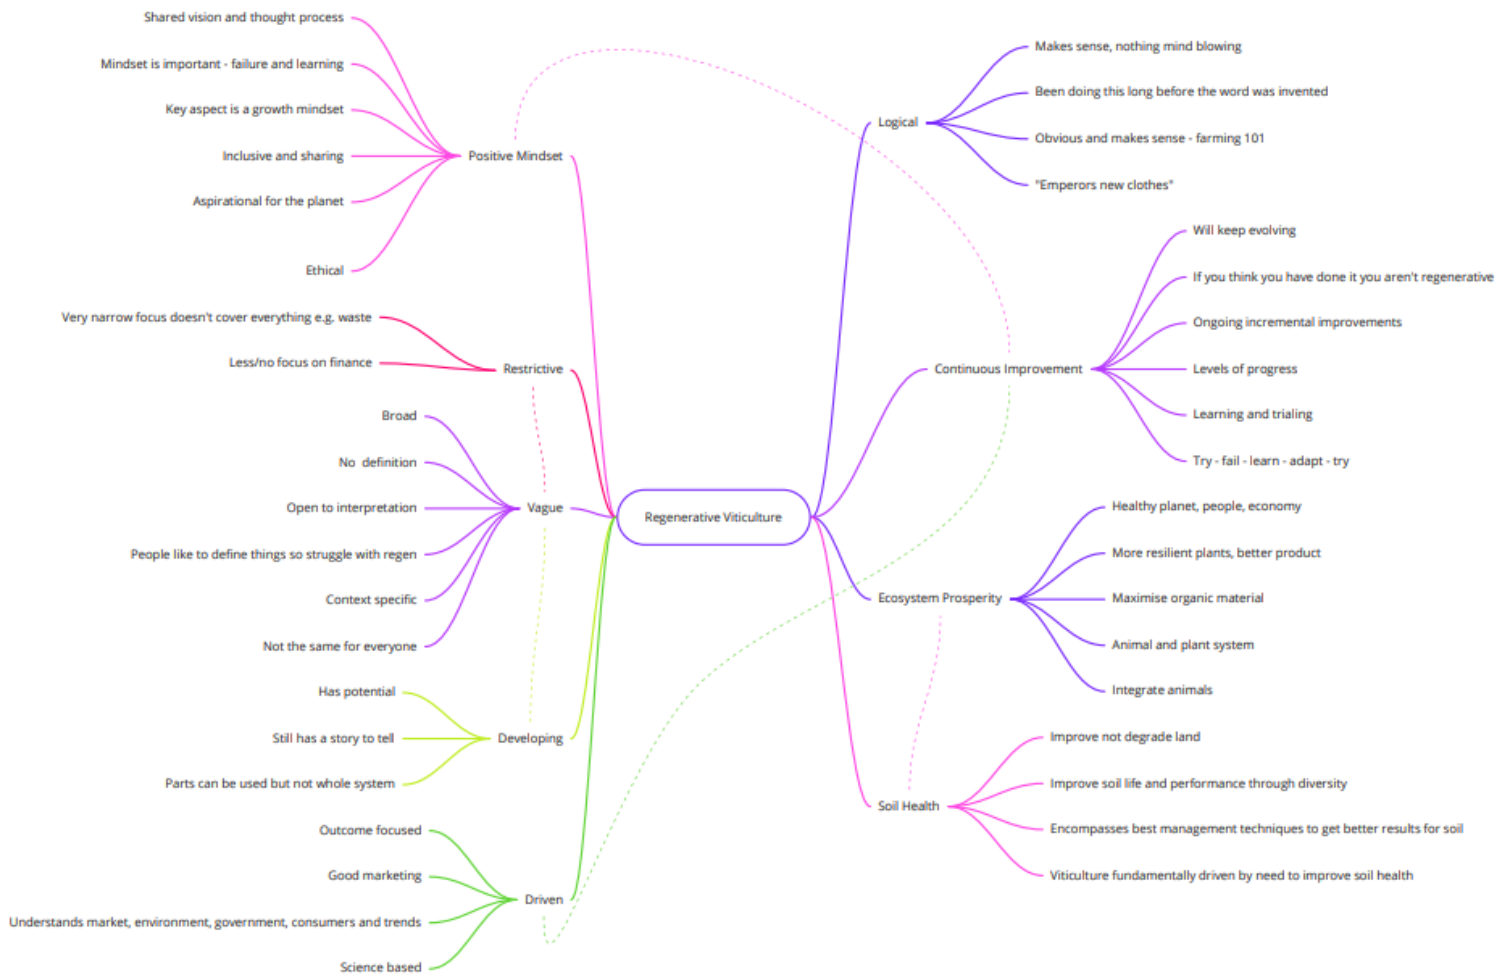 Shared vision and thought process
Mindset is important - failure and learning
Key aspect is a growth mindset
Inclusive and sharing
Aspirational for the planet
Ethical
Positive Mindset
Very narrow focus doesn't cover everything e.g. waste
Less/no focus on finance
Restrictive
Broad
No definition
Open to interpretation
People like to define things so struggle with regen
Context specific
Not the same for everyone
Vague
Has potential
Still has a story to tell
Parts can be used but not whole system
Developing
Outcome focused
Good marketing
Understands market, environment, government, consumers and trends
Science based
Driven
Regenerative Viticulture
Logical
Makes sense, nothing mind blowing
Been doing this long before the word was invented
Obvious and makes sense - farming 101
"Emperors new clothes"
Continuous Improvement
Will keep evolving
If you think you have done it you aren't regenerative
Ongoing incremental improvements
Levels of progress
Learning and trialing
Try - fail - learn - adapt - try
Ecosystem Prosperity
Healthy planet, people, economy
More resilient plants, better product
Maximise organic material
Animal and plant system
Integrate animals
Soil Health
Improve not degrade land
Improve soil life and performance through diversity
Encompasses best management techniques to get better results for soil
Viticulture fundamentally driven by need to improve soil health